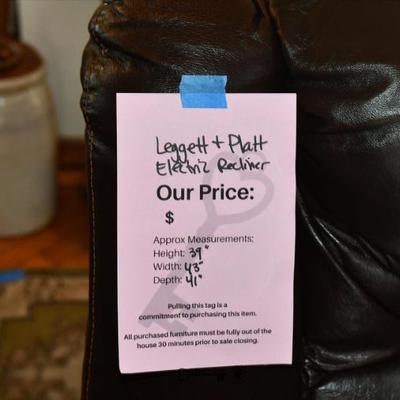 Leggett + Platt
Electric Recliner
Our Price:
$
Approx Measurements:
Height: 39"
Width: 43"
Depth: 41"
Pulling this tag is a
commitment to purchasing this item.
All purchased furniture must be fully out of the
house 30 minutes prior to sale closing.